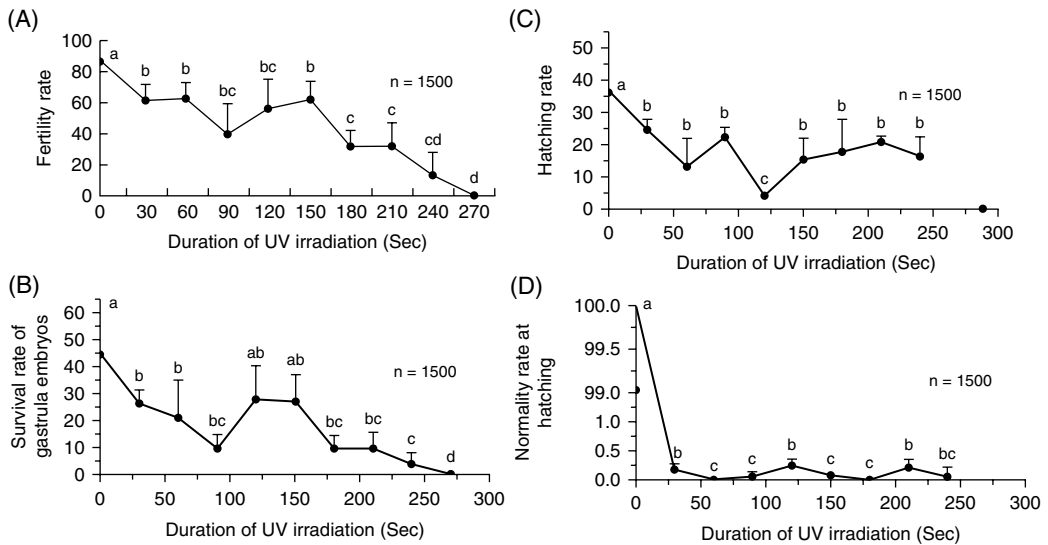 (A)
100
80
60
40
20
0
Fertility rate
a
b
b
bc
bc
b
c
c
cd
d
n = 1500
0 30 60 90 120 150 180 210 240 270
Duration of UV irradiation (Sec)
(B)
60
50
40
30
20
10
0
Survival rate of
gastrula embryos
a
b
b
bc
ab
ab
bc
bc
c
d
n = 1500
0 50 100 150 200 250 300
Duration of UV irradiation (Sec)
(C)
50
40
30
20
10
0
Hatching rate
a
b
b
b
c
b
b
b
b
n = 1500
0 50 100 150 200 250 300
Duration of UV irradiation (Sec)
(D)
100.0
99.5
99.0
1.0
0.5
0.0
Normality rate at
hatching
a
b
c
c
b
c
c
b
bc
n = 1500
0 50 100 150 200 250 300
Duration of UV irradiation (Sec)